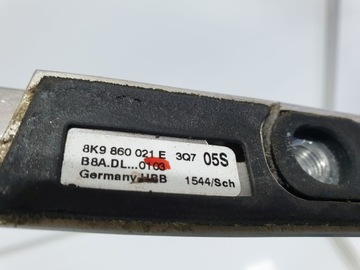 8K9 860 021 E 3Q7 05S
B8A.DL...0103
Germany HBB 1544/Sch